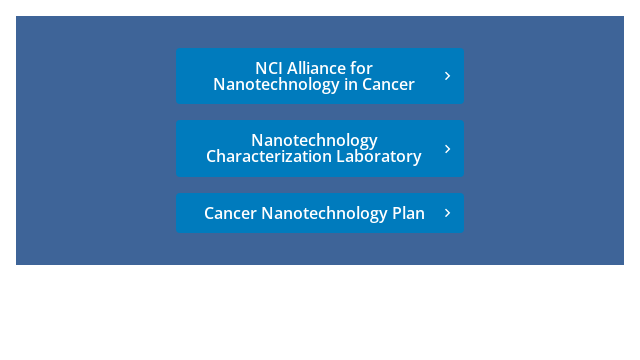 NCI Alliance for
Nanotechnology in Cancer
Nanotechnology
Characterization Laboratory
Cancer Nanotechnology Plan